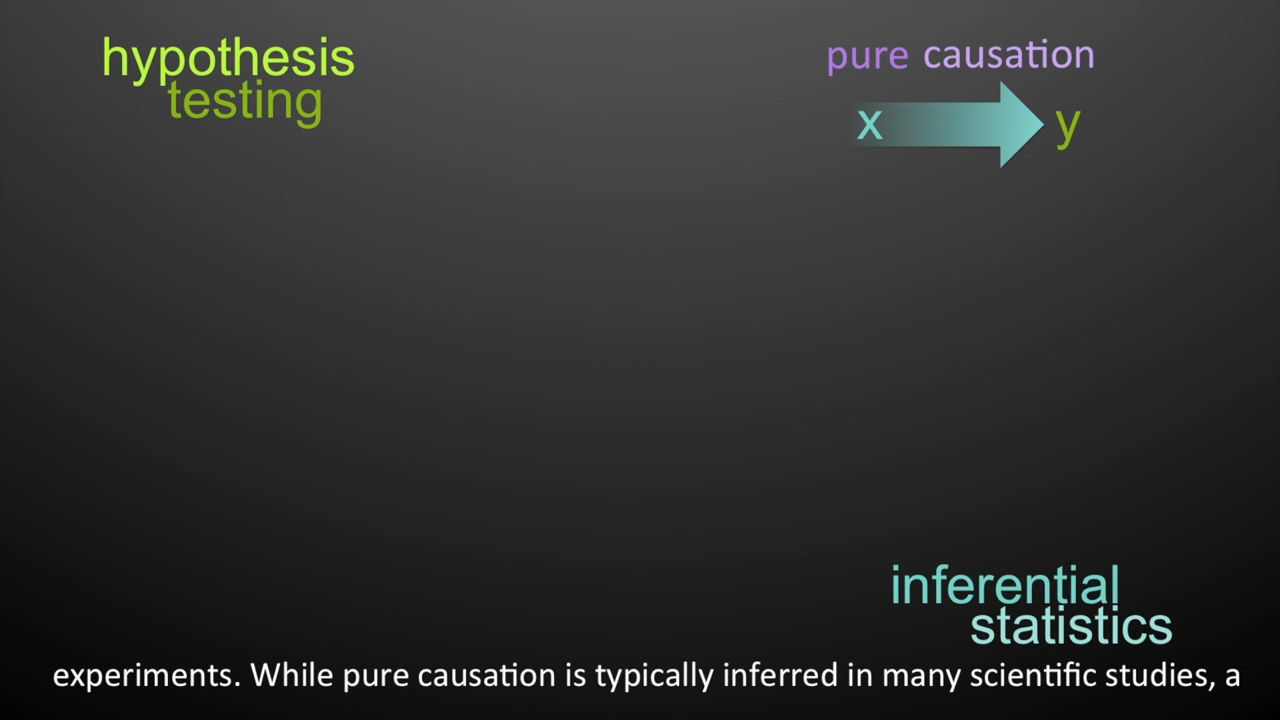 hypothesis
testing
pure causation
x y
inferential
statistics
experiments. While pure causation is typically inferred in many scientific studies, a